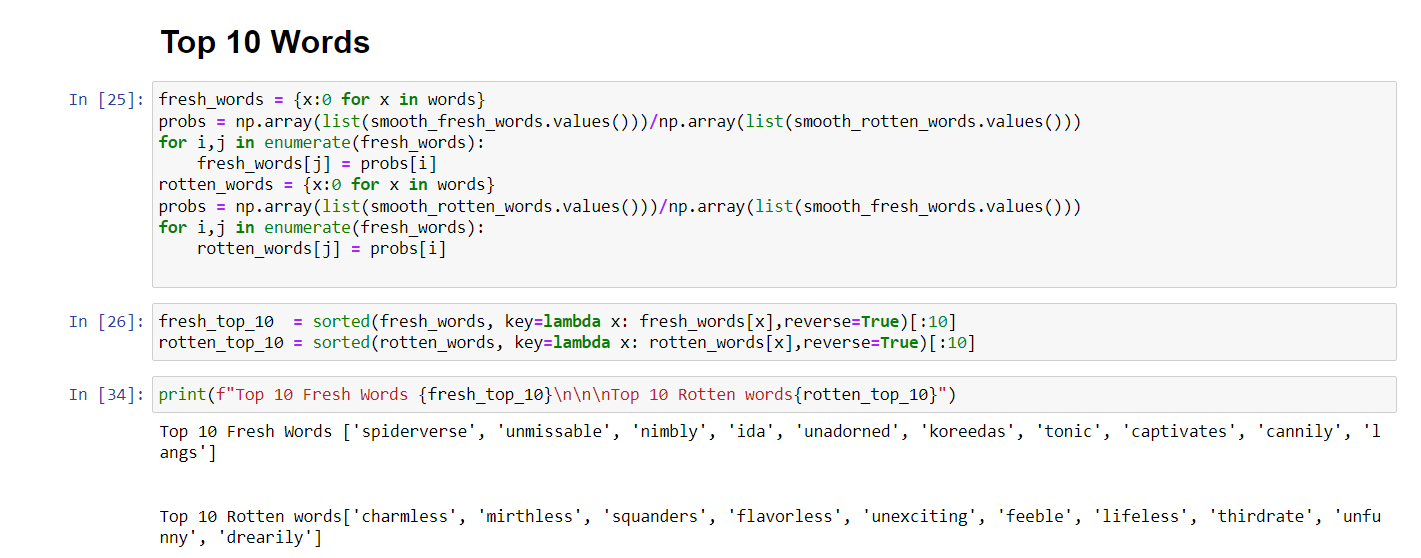 Top 10 Words
In [25]: fresh_words = {x:0 for x in words}
probs = np.array(list(smooth_fresh_words.values()))/np.array(list(smooth_rotten_words.values()))
for i,j in enumerate(fresh_words):
    fresh_words[j] = probs[i]
rotten_words = {x:0 for x in words}
probs = np.array(list(smooth_rotten_words.values()))/np.array(list(smooth_fresh_words.values()))
for i,j in enumerate(fresh_words):
    rotten_words[j] = probs[i]
In [26]: fresh_top_10  = sorted(fresh_words, key=lambda x: fresh_words[x],reverse=True)[:10]
rotten_top_10 = sorted(rotten_words, key=lambda x: rotten_words[x],reverse=True)[:10]
In [34]: print(f"Top 10 Fresh Words {fresh_top_10}\n\n\nTop 10 Rotten words{rotten_top_10}")
Top 10 Fresh Words ['spiderverse', 'unmissable', 'nimbly', 'ida', 'unadorned', 'koreedas', 'tonic', 'captivates', 'cannily', 'l
angs']
Top 10 Rotten words['charmless', 'mirthless', 'squanders', 'flavorless', 'unexciting', 'feeble', 'lifeless', 'thirdrate', 'unfu
nny', 'drearily']